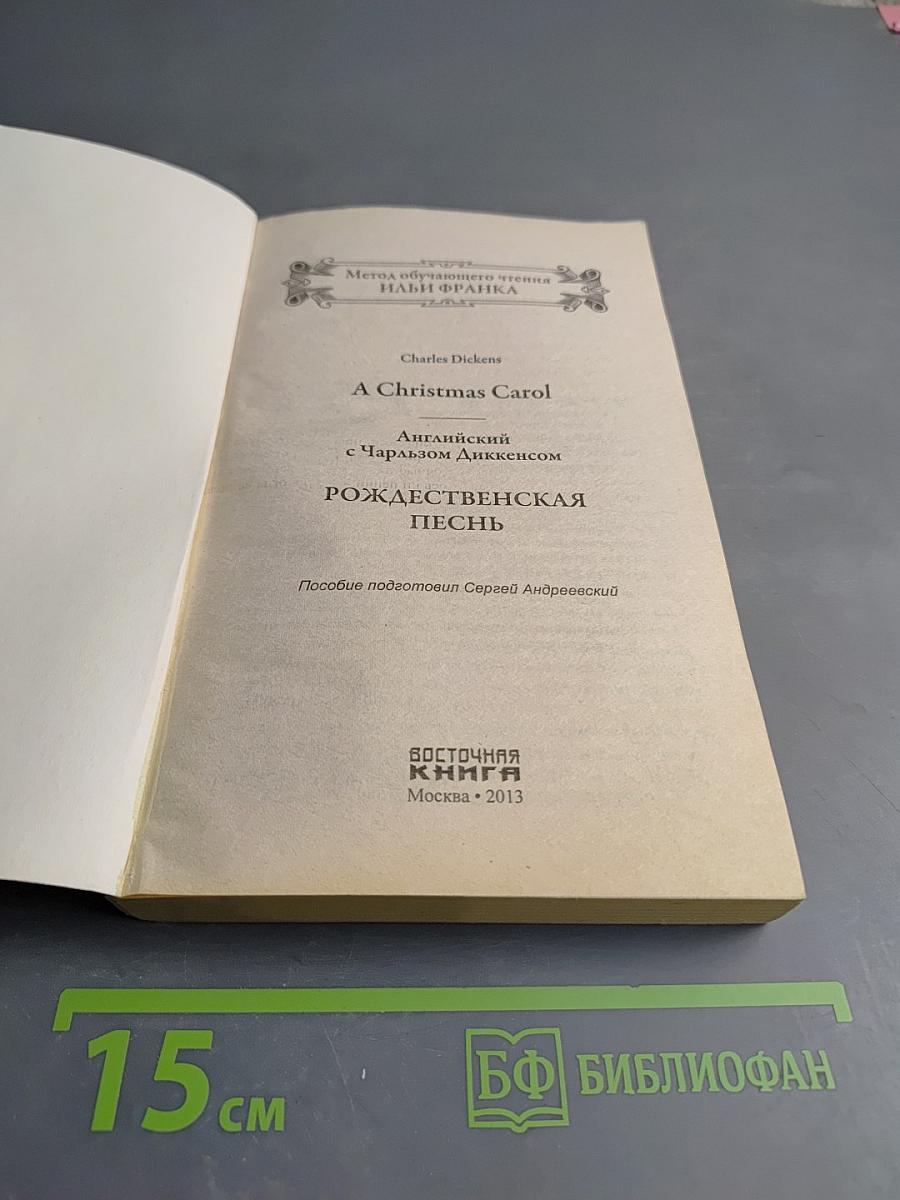 Метод обучающего чтения
ИЛЬИ ФРАНКА
Charles Dickens
A Christmas Carol
Английский
с Чарльзом Диккенсом
РОЖДЕСТВЕНСКАЯ
ПЕСНЬ
Пособие подготовил Сергей Андреевский
ВОСТОЧНАЯ
КНИГА
Москва • 2013
15 см
БФ БИБЛИОФАН